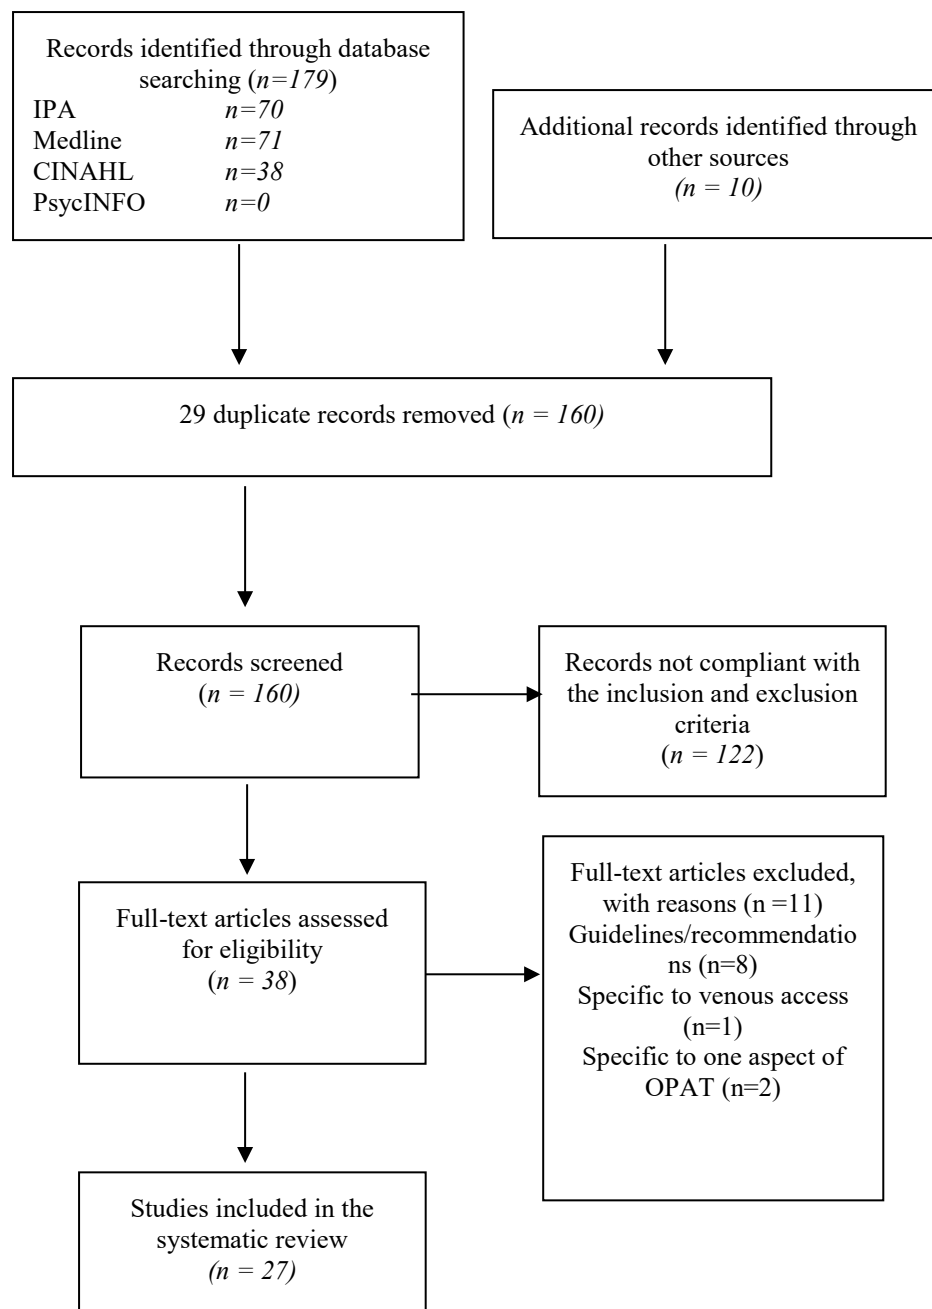 Records identified through database
searching (n=179)
IPA n=70
Medline n=71
CINAHL n=38
PsycINFO n=0
Additional records identified through
other sources
(n = 10)
29 duplicate records removed (n = 160)
Records screened
(n = 160)
Records not compliant with
the inclusion and exclusion
criteria
(n = 122)
Full-text articles assessed
for eligibility
(n = 38)
Full-text articles excluded,
with reasons (n =11)
Guidelines/recommendatio
ns (n=8)
Specific to venous access
(n=1)
Specific to one aspect of
OPAT (n=2)
Studies included in the
systematic review
(n = 27)